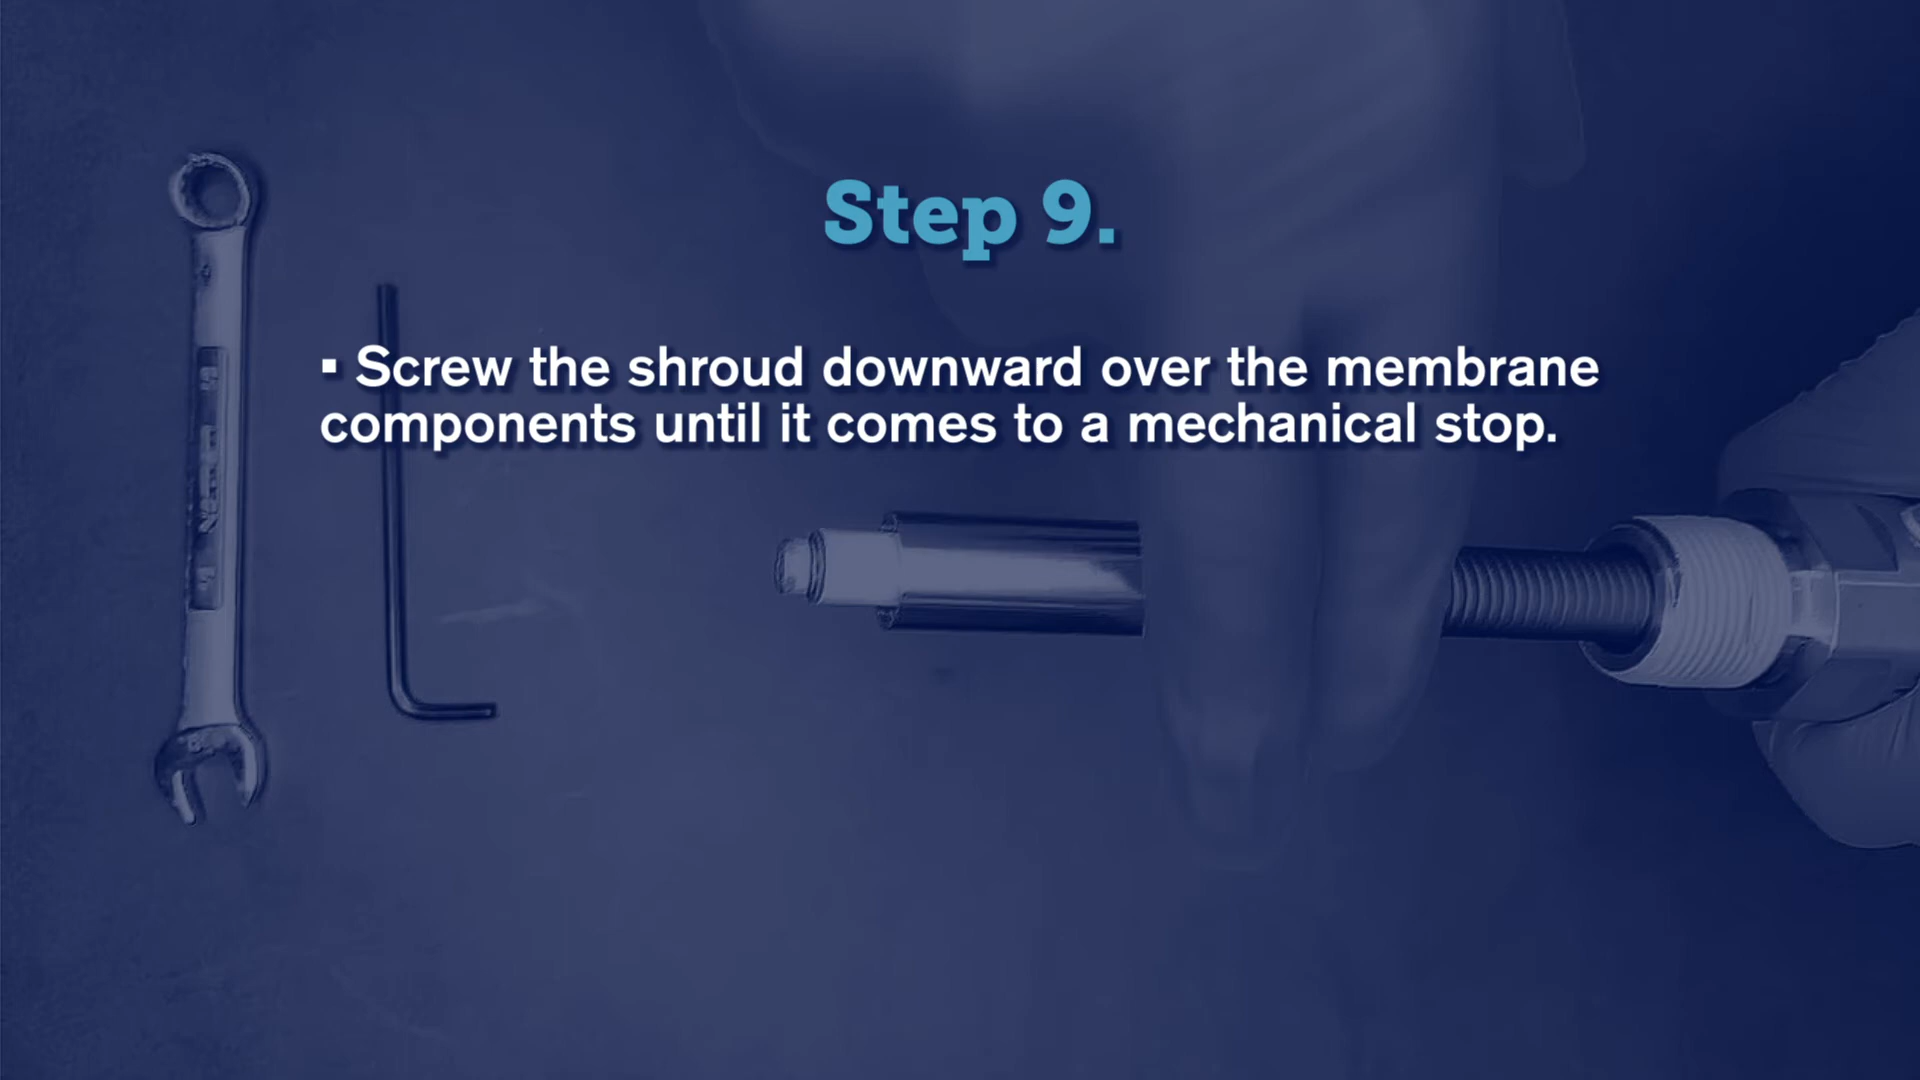 Step 9.
▪ Screw the shroud downward over the membrane
components until it comes to a mechanical stop.